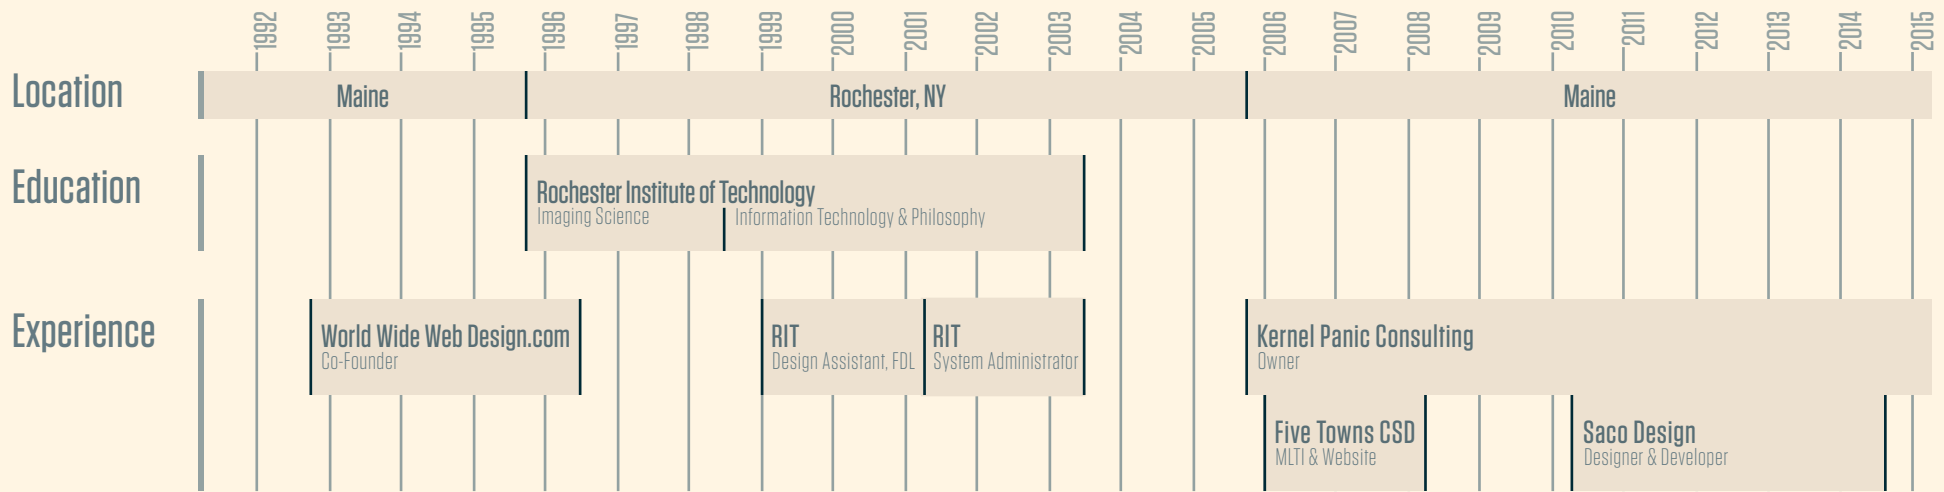 1992 1993 1994 1995 1996 1997 1998 1999 2000 2001 2002 2003 2004 2005 2006 2007 2008 2009 2010 2011 2012 2013 2014 2015
Location
Maine
Rochester, NY
Maine
Education
Rochester Institute of Technology
Imaging Science
Information Technology & Philosophy
Experience
World Wide Web Design.com
Co-Founder
RIT
Design Assistant, FDL
RIT
System Administrator
Kernel Panic Consulting
Owner
Five Towns CSD
MLTI & Website
Saco Design
Designer & Developer